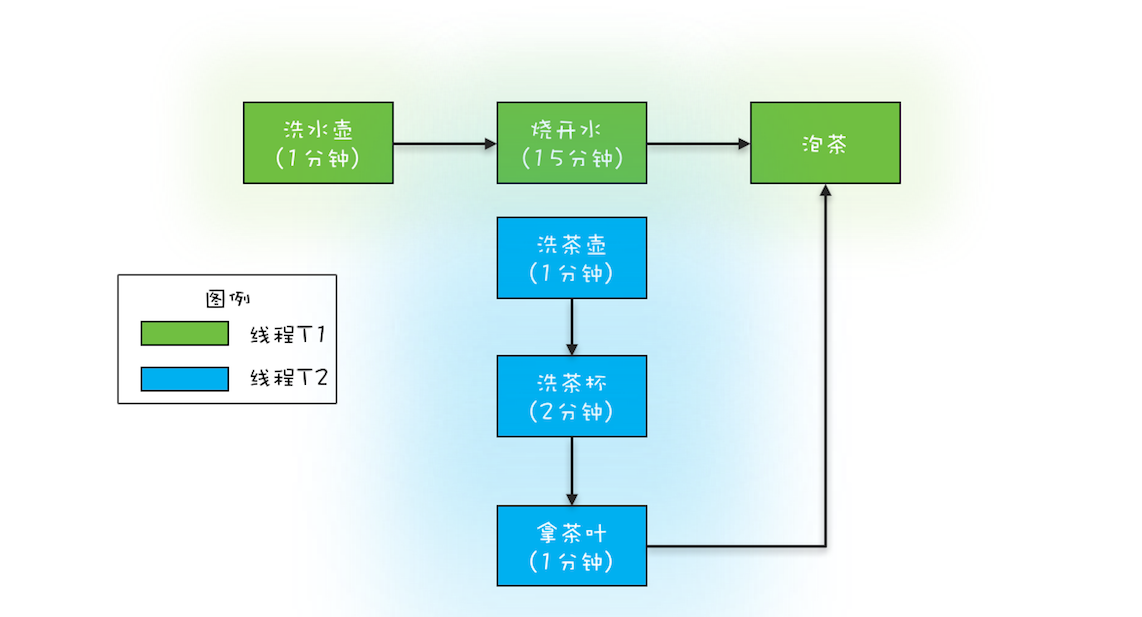 洗水壶
(1分钟)
烧开水
(15分钟)
泡茶
洗茶壶
(1分钟)
图例
线程T1
线程T2
洗茶杯
(2分钟)
拿茶叶
(1分钟)